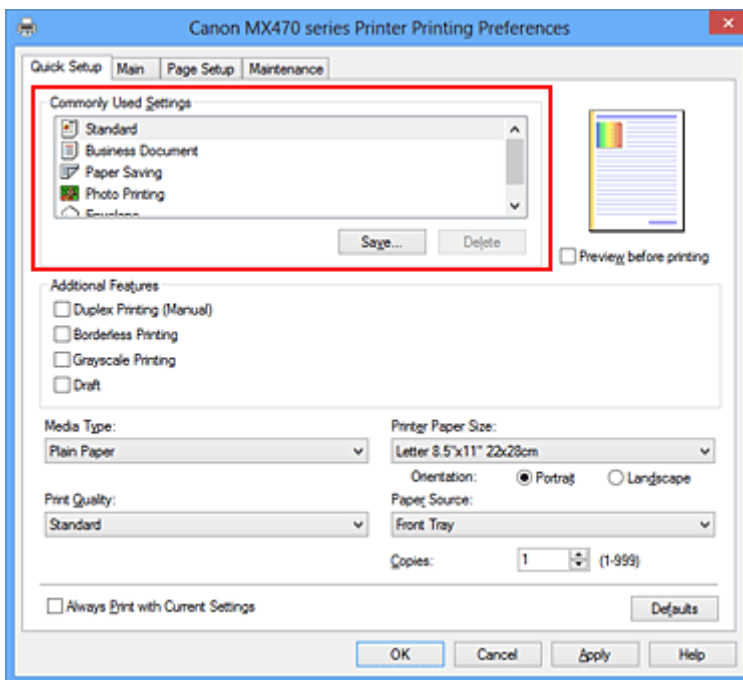 Canon MX470 series Printer Printing Preferences
Quick Setup Main Page Setup Maintenance
Commonly Used Settings
Standard
Business Document
Paper Saving
Photo Printing
Envelope
Save... Delete
Preview before printing
Additional Features
Duplex Printing (Manual)
Borderless Printing
Grayscale Printing
Draft
Media Type:
Plain Paper
Printer Paper Size:
Letter 8.5"x11" 22x28cm
Orientation: Portrait Landscape
Print Quality:
Standard
Paper Source:
Front Tray
Copies: 1 (1-999)
Always Print with Current Settings
Defaults
OK Cancel Apply Help